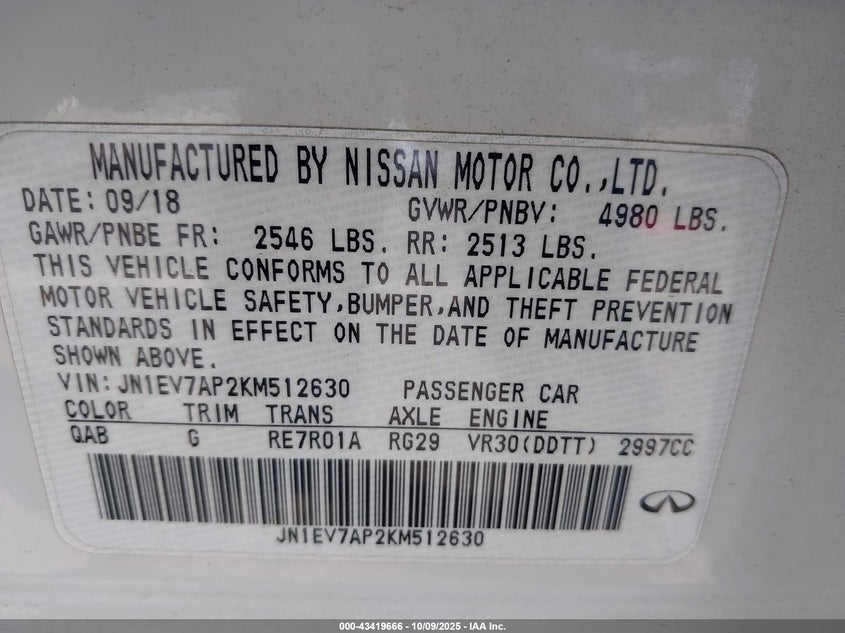 MANUFACTURED BY NISSAN MOTOR CO.,LTD.
DATE: 09/18 GVWR/PNBV: 4980 LBS.
GAWR/PNBE FR: 2546 LBS. RR: 2513 LBS.
THIS VEHICLE CONFORMS TO ALL APPLICABLE FEDERAL
MOTOR VEHICLE SAFETY,BUMPER,AND THEFT PREVENTION
STANDARDS IN EFFECT ON THE DATE OF MANUFACTURE
SHOWN ABOVE.
VIN: JN1EV7AP2KM512630 PASSENGER CAR
COLOR TRIM TRANS AXLE ENGINE
QAB G RE7R01A RG29 VR30(DDTT) 2997CC
JN1EV7AP2KM512630
000-43419666 - 10/09/2025 - IAA Inc.